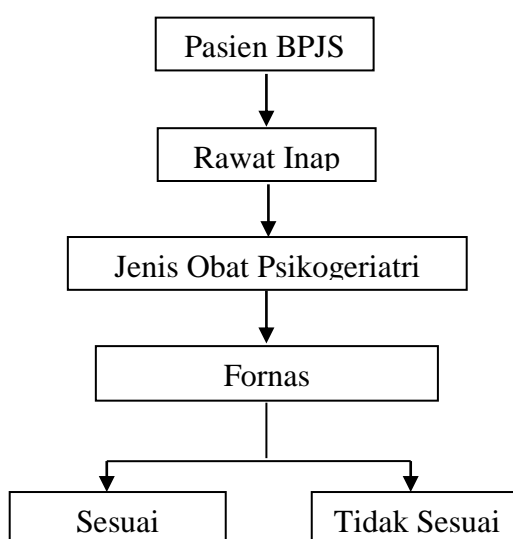 Pasien BPJS
Rawat Inap
Jenis Obat Psikogeriatri
Fornas
Sesuai
Tidak Sesuai